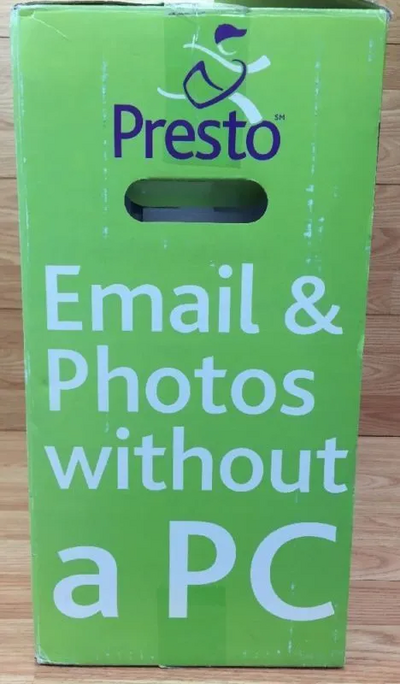 Presto SM
Email &
Photos
without
a PC